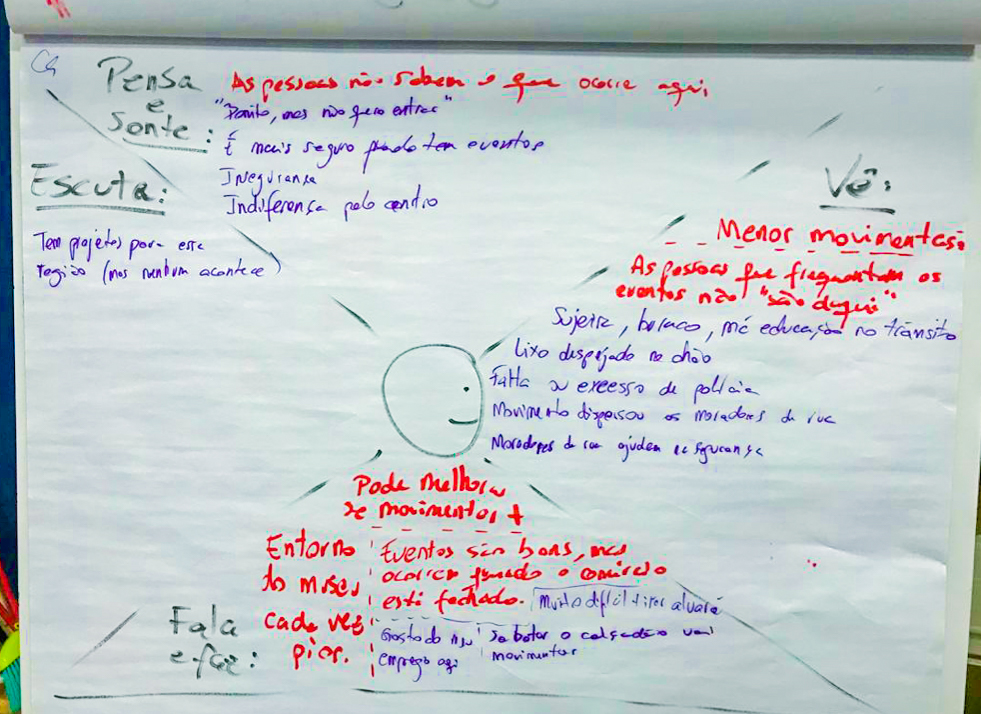 Pensa
e
Sente:
As pessoas não sabem o que ocorre aqui,
"Bonito, mas não quero entrar"
É mais seguro quando tem eventos
Insegurança
Indiferença pelo centro
Escuta:
Tem projetos para essa
região (mas nenhum acontece)
Vê:
Menor movimentação
As pessoas que frequentam os
eventos não "são daqui"
Sujeira, buraco, má educação no trânsito
Lixo despejado no chão
Falta ou excesso de polícia
Movimento dispersou os moradores de rua
Moradores de rua ajudam na segurança
Pode melhorar
se movimentar +
Entorno
do museu
cada vez
pior.
Eventos são bons, mas
ocorrem quando o comércio
está fechado.
Muito difícil tirar alvará
Gosto do meu
emprego aqui
Se botar o calçadão vai
movimentar
Fala
e faz: